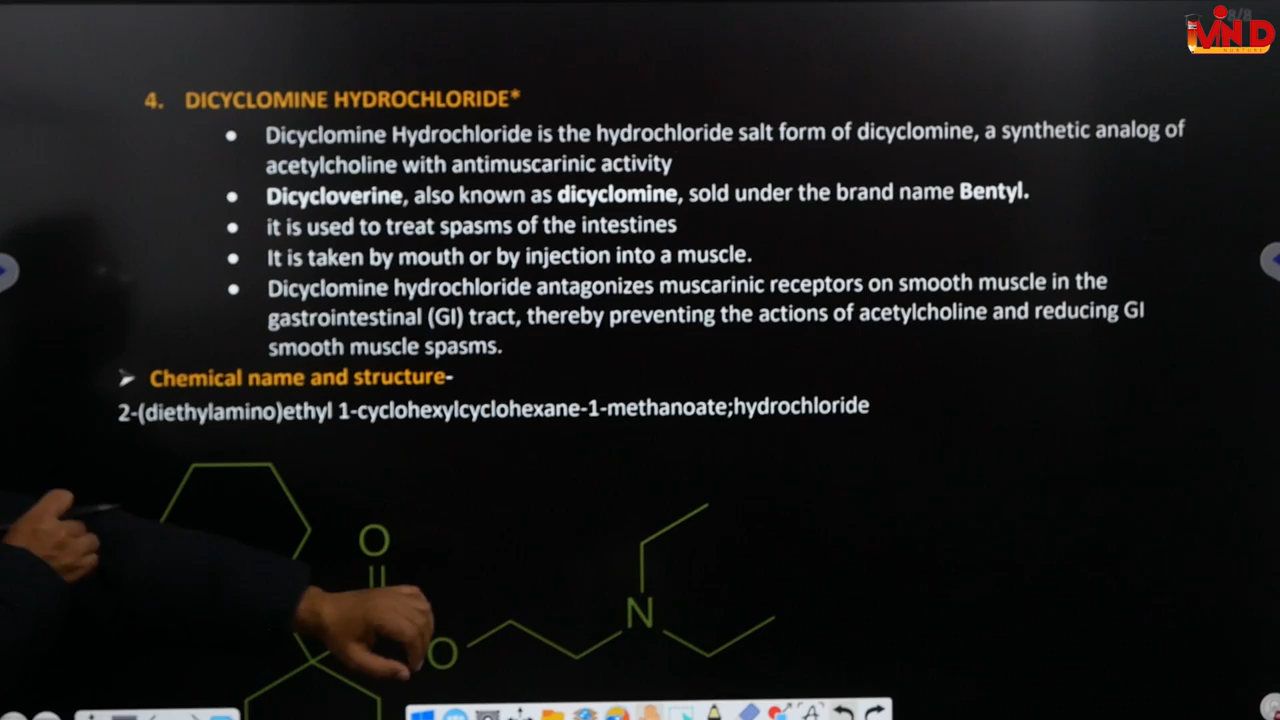 MIND
NURTURE
8/8
4. DICYCLOMINE HYDROCHLORIDE*
• Dicyclomine Hydrochloride is the hydrochloride salt form of dicyclomine, a synthetic analog of
acetylcholine with antimuscarinic activity
• Dicycloverine, also known as dicyclomine, sold under the brand name Bentyl.
• it is used to treat spasms of the intestines
• It is taken by mouth or by injection into a muscle.
• Dicyclomine hydrochloride antagonizes muscarinic receptors on smooth muscle in the
gastrointestinal (GI) tract, thereby preventing the actions of acetylcholine and reducing GI
smooth muscle spasms.
➤ Chemical name and structure-
2-(diethylamino)ethyl 1-cyclohexylcyclohexane-1-methanoate;hydrochloride
O
N
O